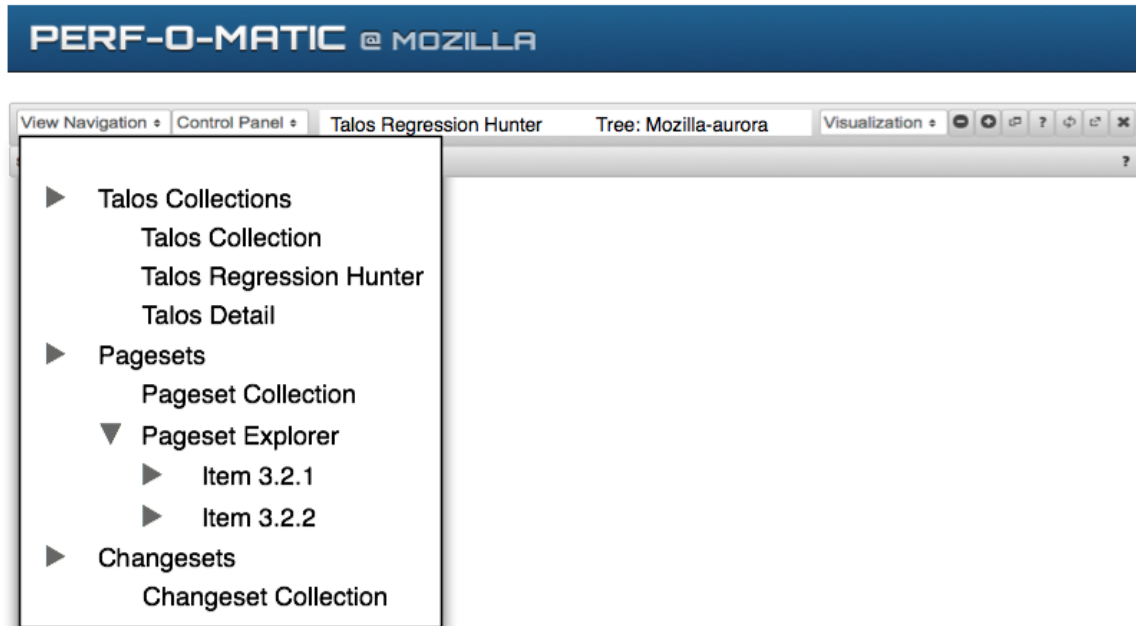 PERF-O-MATIC @ MOZILLA
View Navigation Control Panel Talos Regression Hunter Tree: Mozilla-aurora Visualization ?
?
Talos Collections
Talos Collection
Talos Regression Hunter
Talos Detail
Pagesets
Pageset Collection
Pageset Explorer
Item 3.2.1
Item 3.2.2
Changesets
Changeset Collection